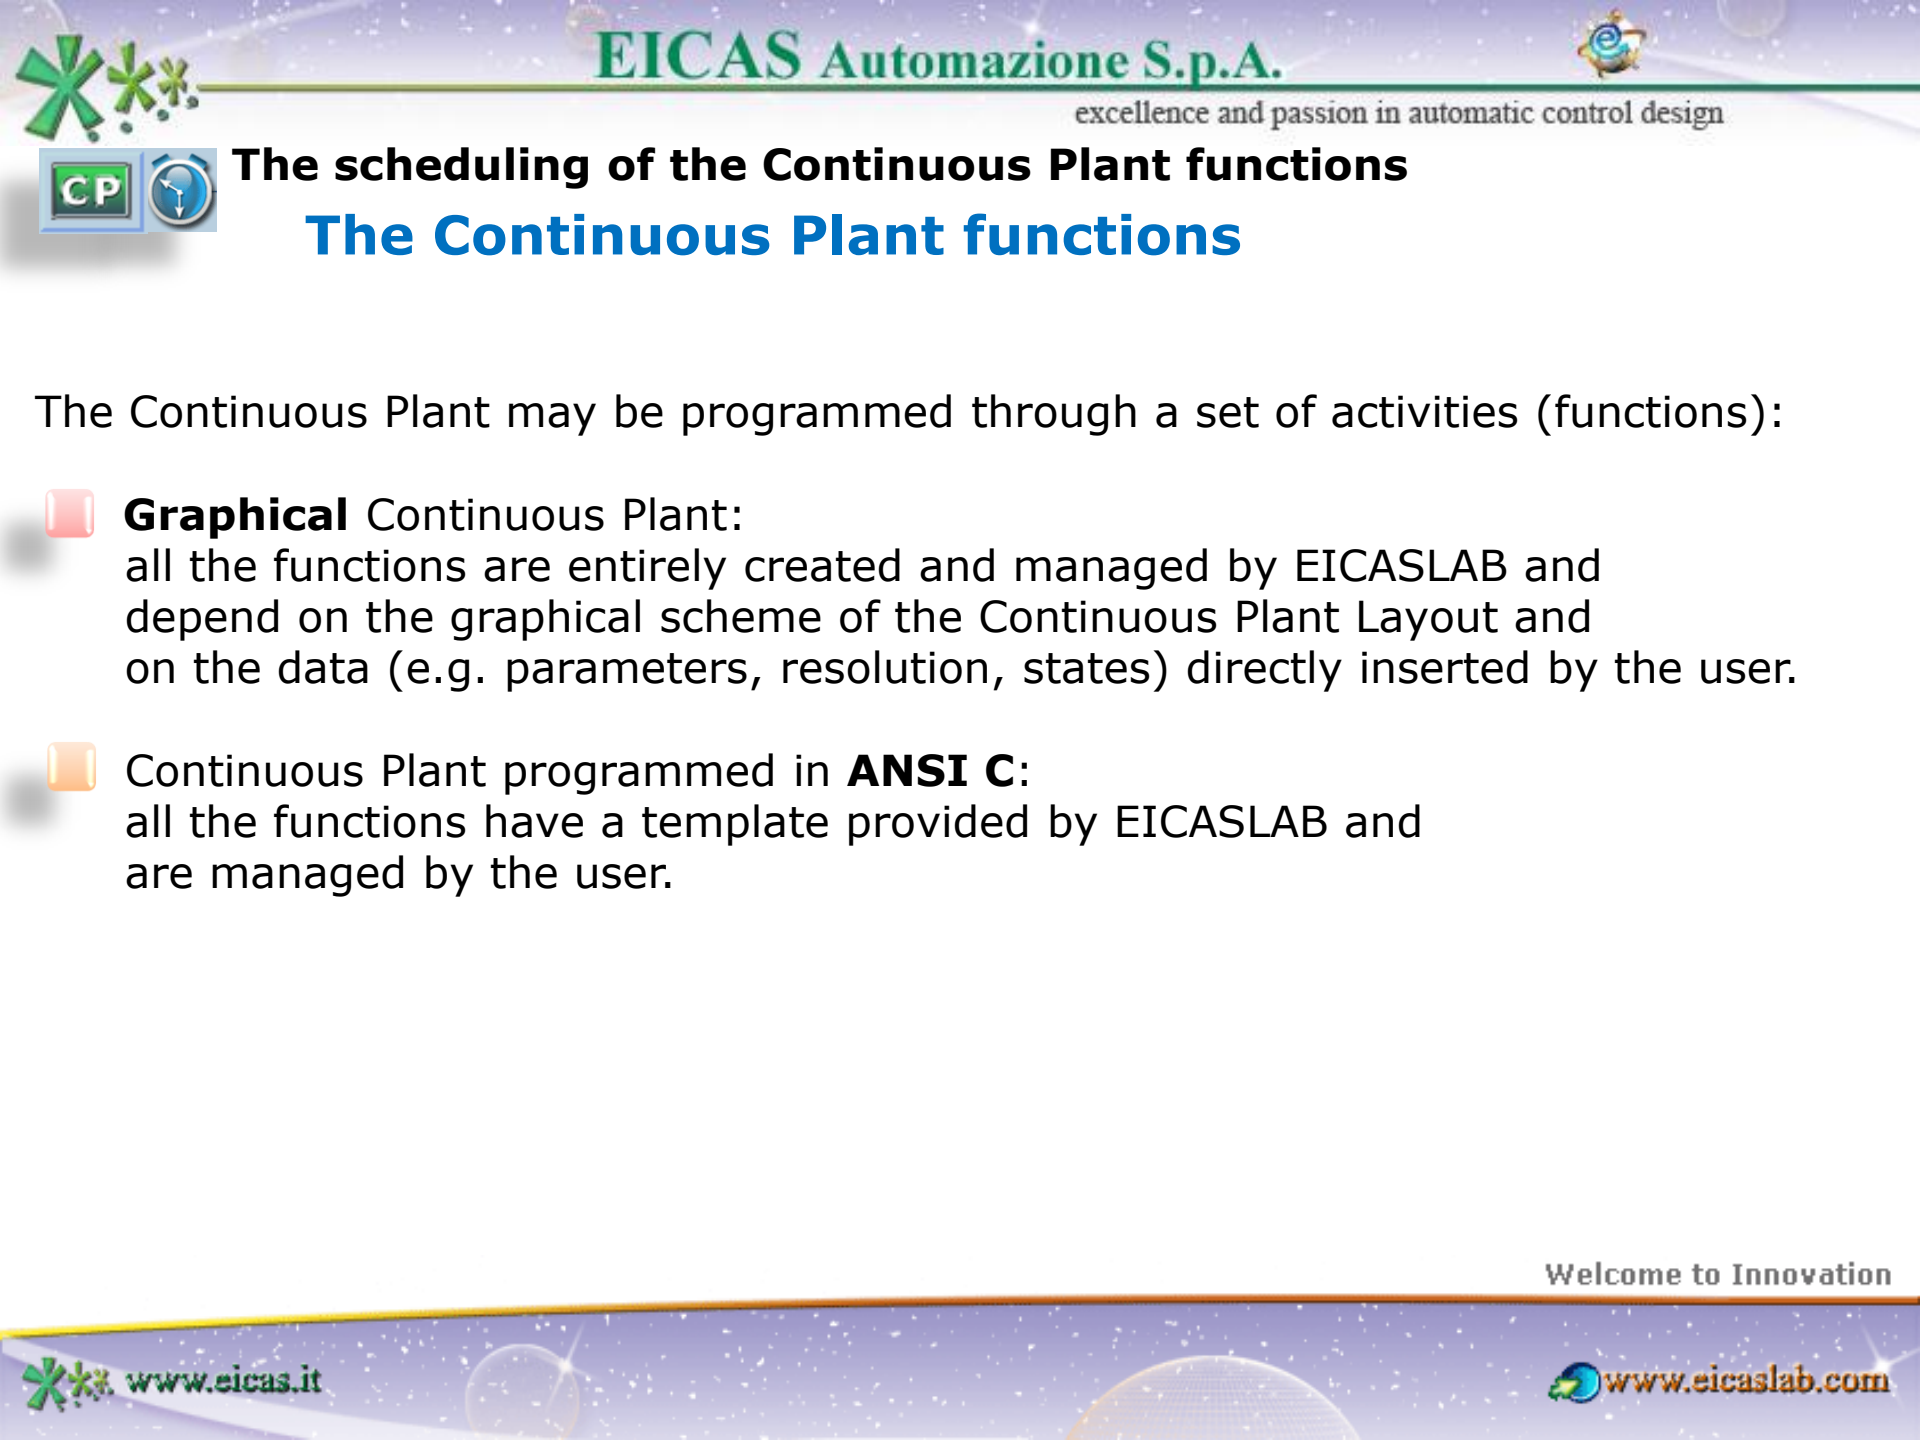 EICAS Automazione S.p.A.
excellence and passion in automatic control design
CP
The scheduling of the Continuous Plant functions
The Continuous Plant functions
The Continuous Plant may be programmed through a set of activities (functions):
Graphical Continuous Plant:
all the functions are entirely created and managed by EICASLAB and
depend on the graphical scheme of the Continuous Plant Layout and
on the data (e.g. parameters, resolution, states) directly inserted by the user.
Continuous Plant programmed in ANSI C:
all the functions have a template provided by EICASLAB and
are managed by the user.
Welcome to Innovation
www.eicas.it
www.eicaslab.com